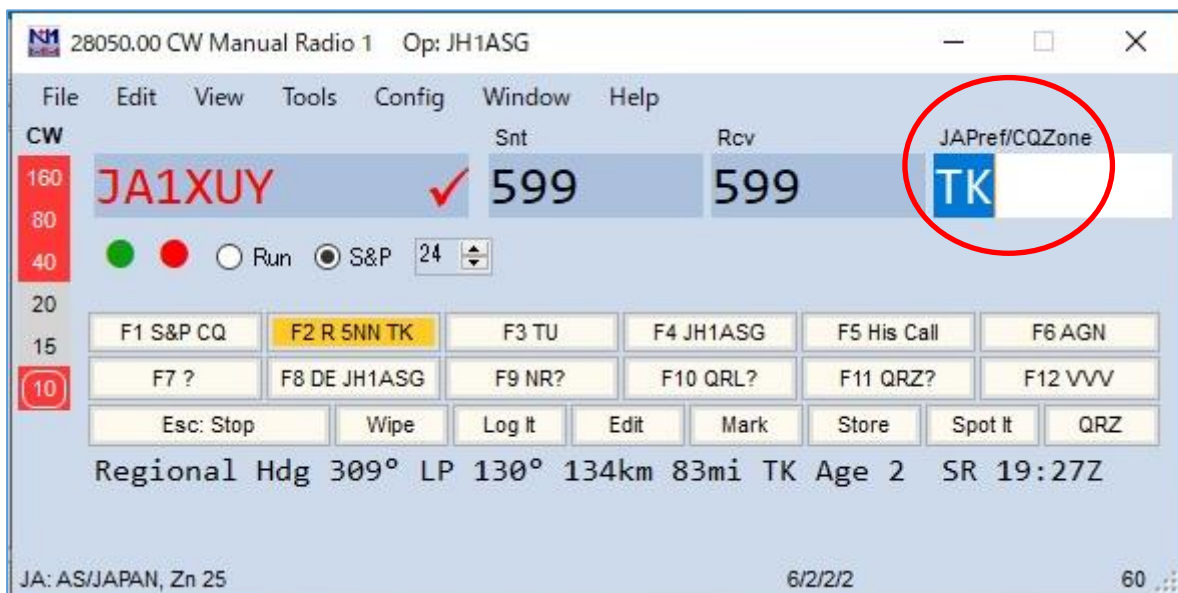 28050.00 CW Manual Radio 1 Op: JH1ASG
File Edit View Tools Config Window Help
CW Snt Rcv JAPref/CQZone
160 JA1XUY ✓ 599 599 TK
80
40 Run S&P 24
20
F1 S&P CQ F2 R 5NN TK F3 TU F4 JH1ASG F5 His Call F6 AGN
15
F7 ? F8 DE JH1ASG F9 NR? F10 QRL? F11 QRZ? F12 VVV
10
Esc: Stop Wipe Log It Edit Mark Store Spot It QRZ
Regional Hdg 309° LP 130° 134km 83mi TK Age 2 SR 19:27Z
JA: AS/JAPAN, Zn 25 6/2/2/2 60